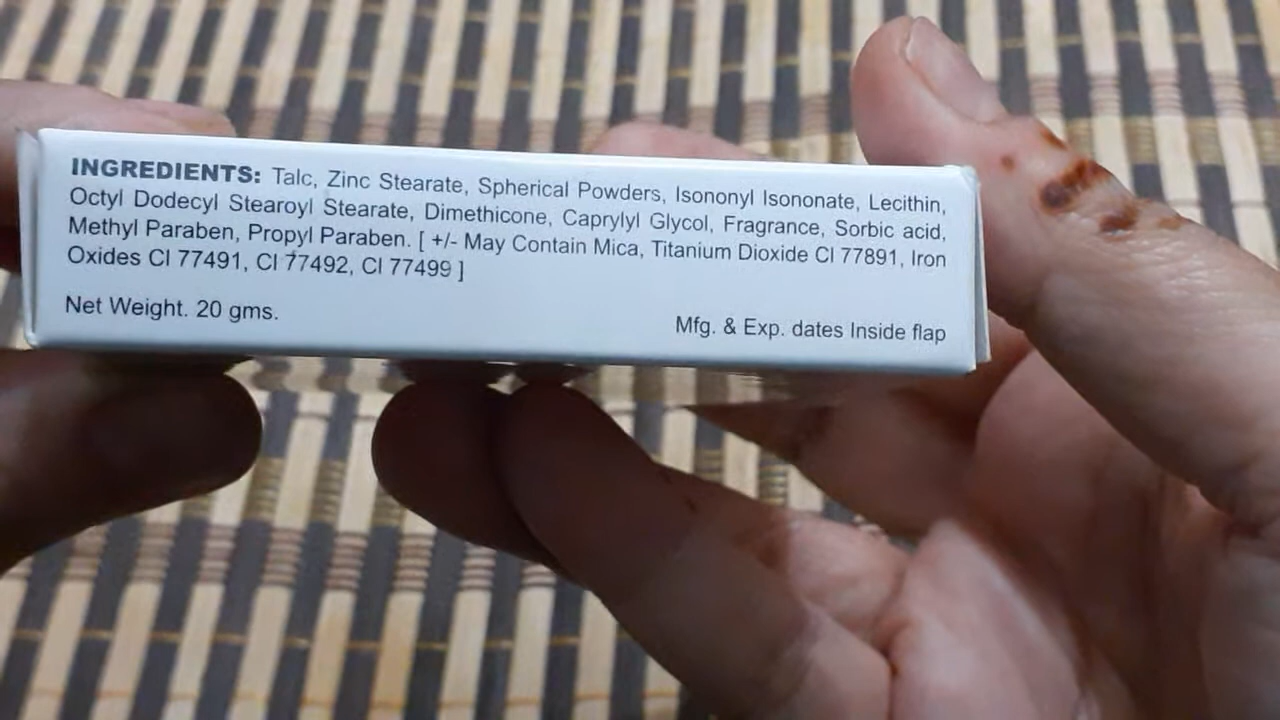 INGREDIENTS: Talc, Zinc Stearate, Spherical Powders, Isononyl Isononate, Lecithin,
Octyl Dodecyl Stearoyl Stearate, Dimethicone, Caprylyl Glycol, Fragrance, Sorbic acid,
Methyl Paraben, Propyl Paraben. [ +/- May Contain Mica, Titanium Dioxide CI 77891, Iron
Oxides CI 77491, CI 77492, CI 77499 ]
Net Weight. 20 gms.
Mfg. & Exp. dates Inside flap